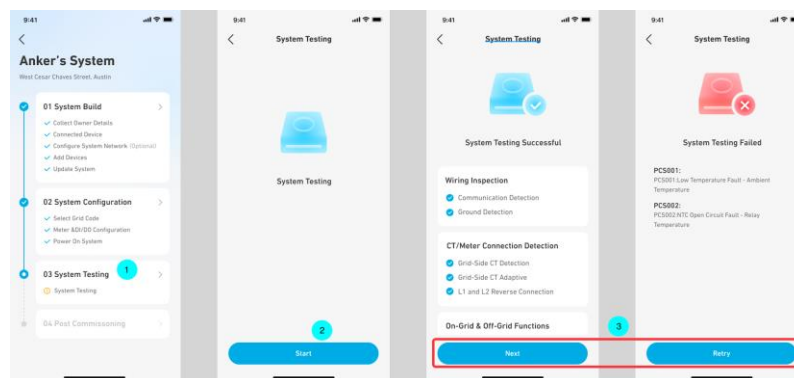 9:41
Anker's System
West Cesar Chaves Street, Austin
01 System Build
Collect Owner Details
Connected Device
Configure System Network (Optional)
Add Devices
Update System
02 System Configuration
Select Grid Code
Meter &DI/DO Configuration
Power On System
03 System Testing
1
System Testing
04 Post Commissoning
9:41
System Testing
System Testing
2
Start
9:41
System Testing
System Testing Successful
Wiring Inspection
Communication Detection
Ground Detection
CT/Meter Connection Detection
Grid-Side CT Detection
Grid-Side CT Adaptive
L1 and L2 Reverse Connection
On-Grid & Off-Grid Functions
3
Next
9:41
System Testing
System Testing Failed
PCS001:
PCS001:Low Temperature Fault - Ambient
Temperature
PCS002:
PCS002:NTC Open Circuit Fault - Relay
Temperature
Retry